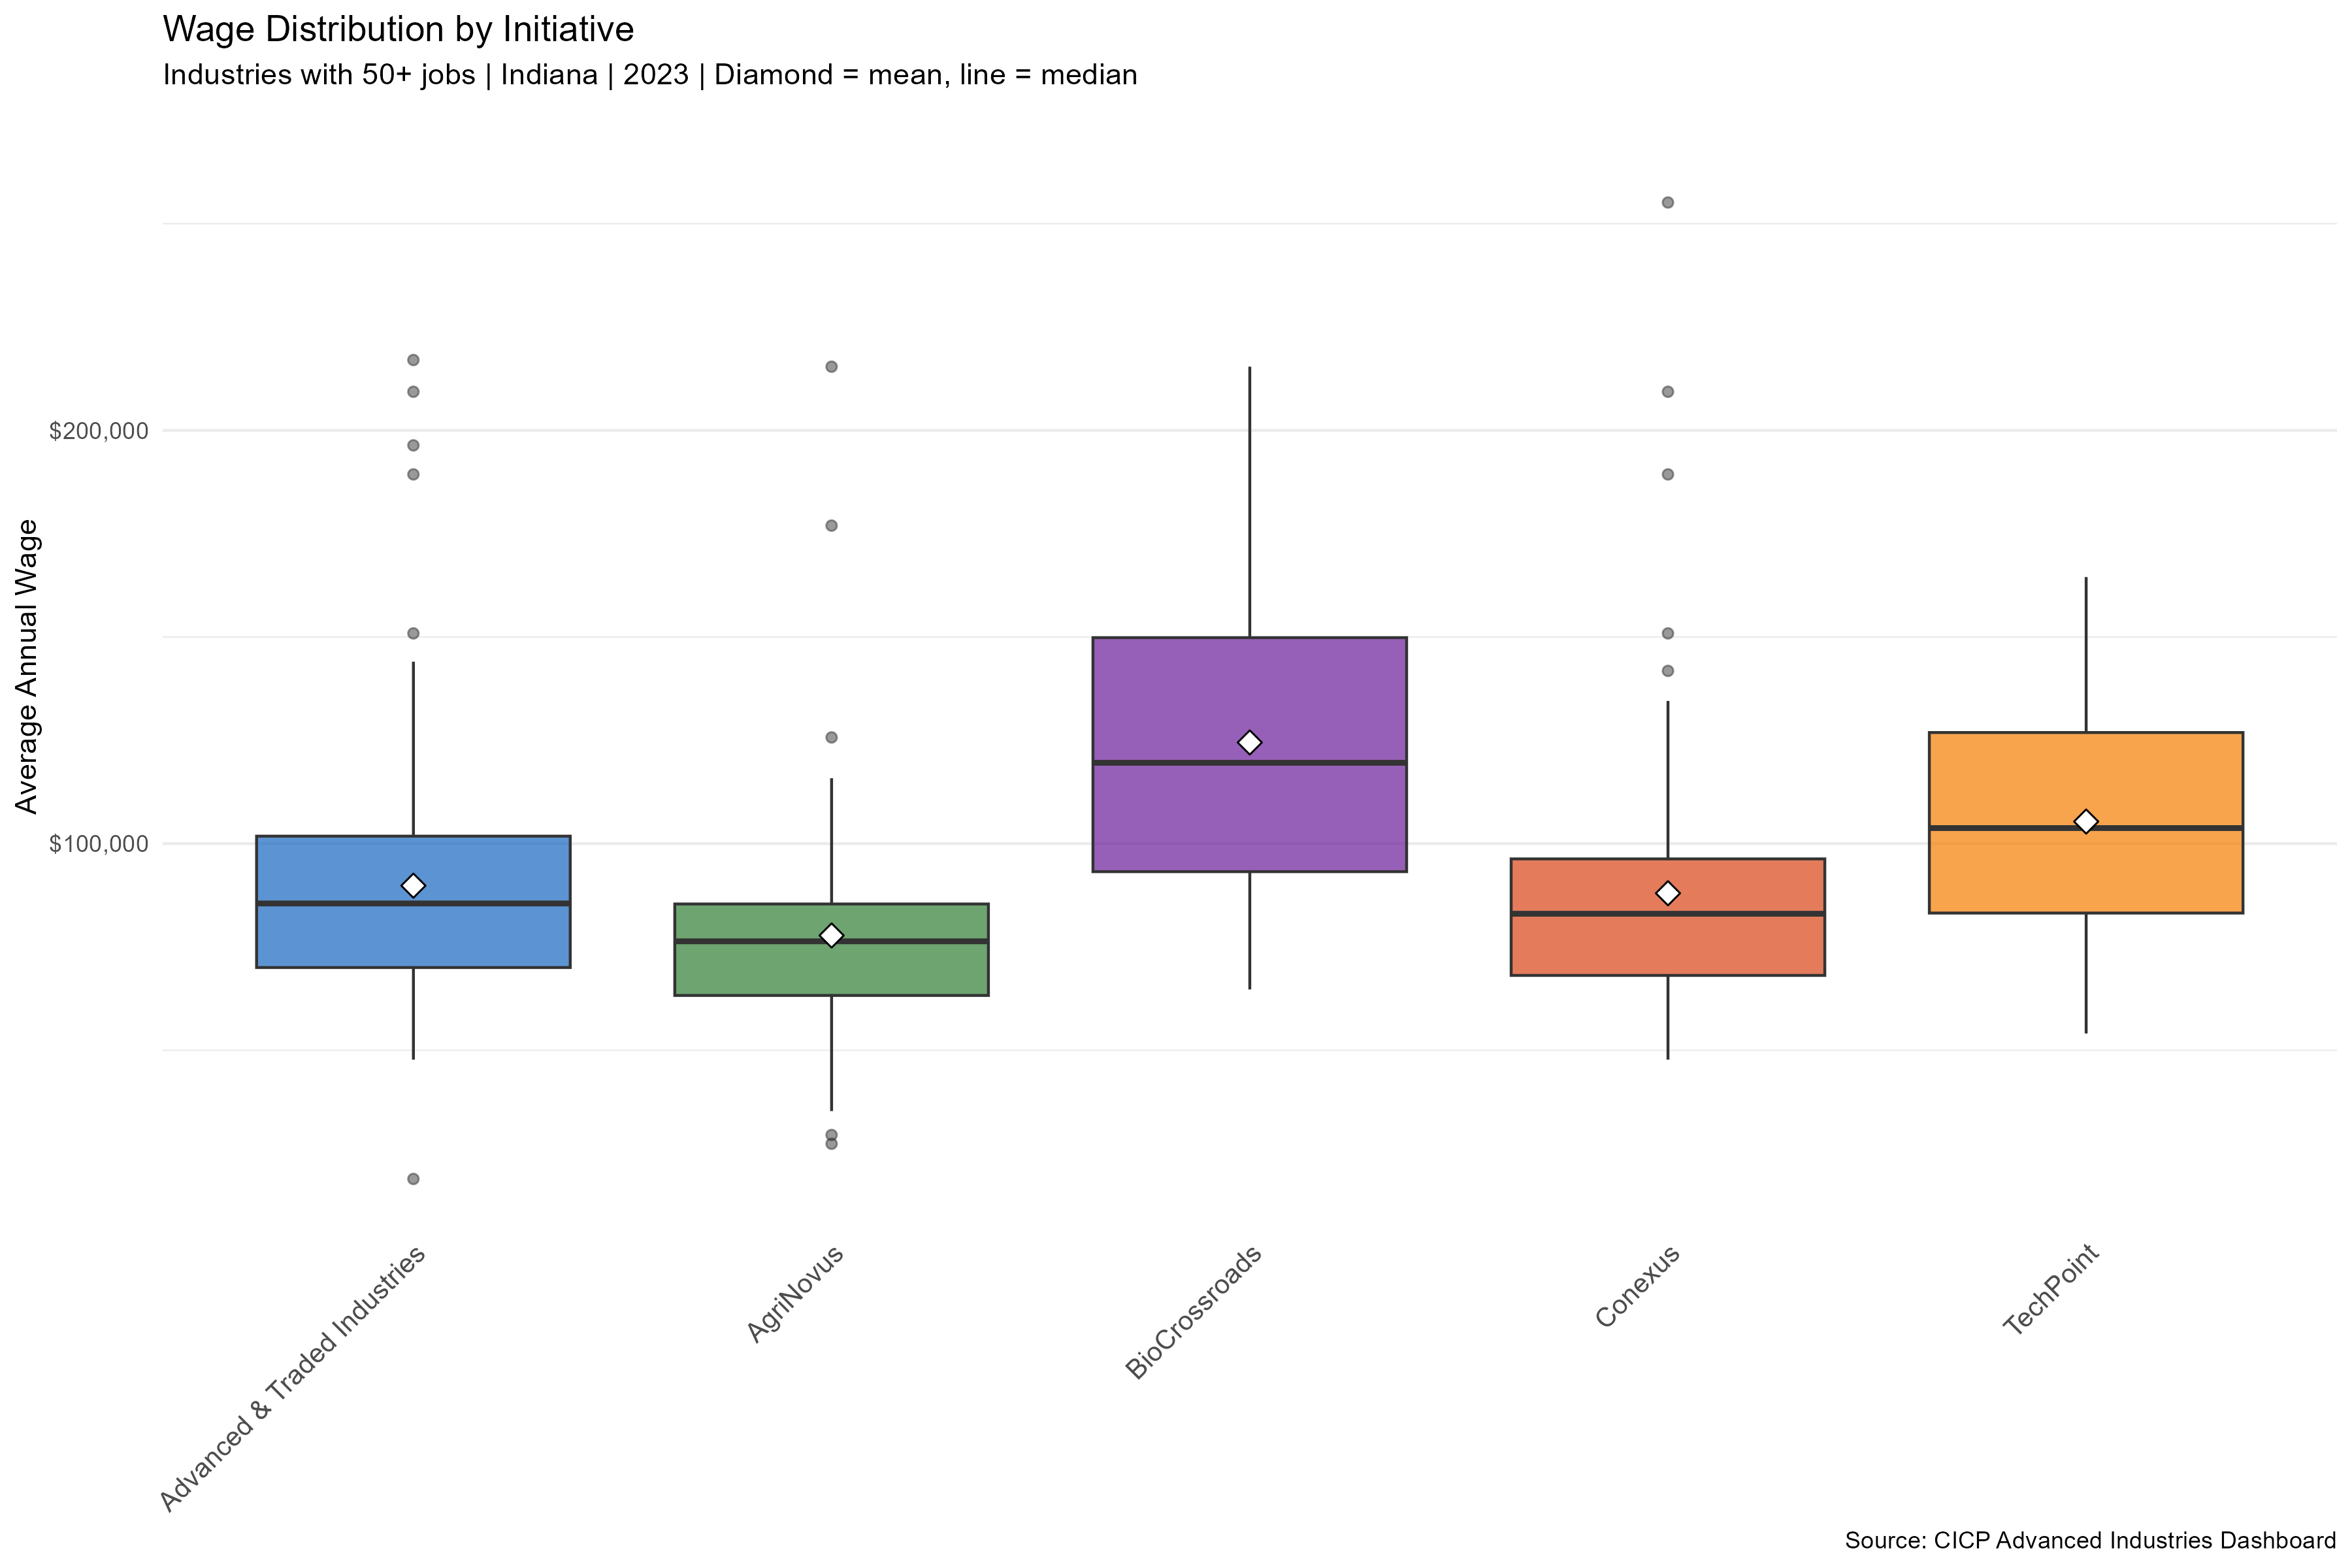 Wage Distribution by Initiative
Industries with 50+ jobs | Indiana | 2023 | Diamond = mean, line = median
Average Annual Wage
$200,000
$100,000
Advanced & Traded Industries
AgriNovus
BioCrossroads
Conexus
TechPoint
Source: CICP Advanced Industries Dashboard